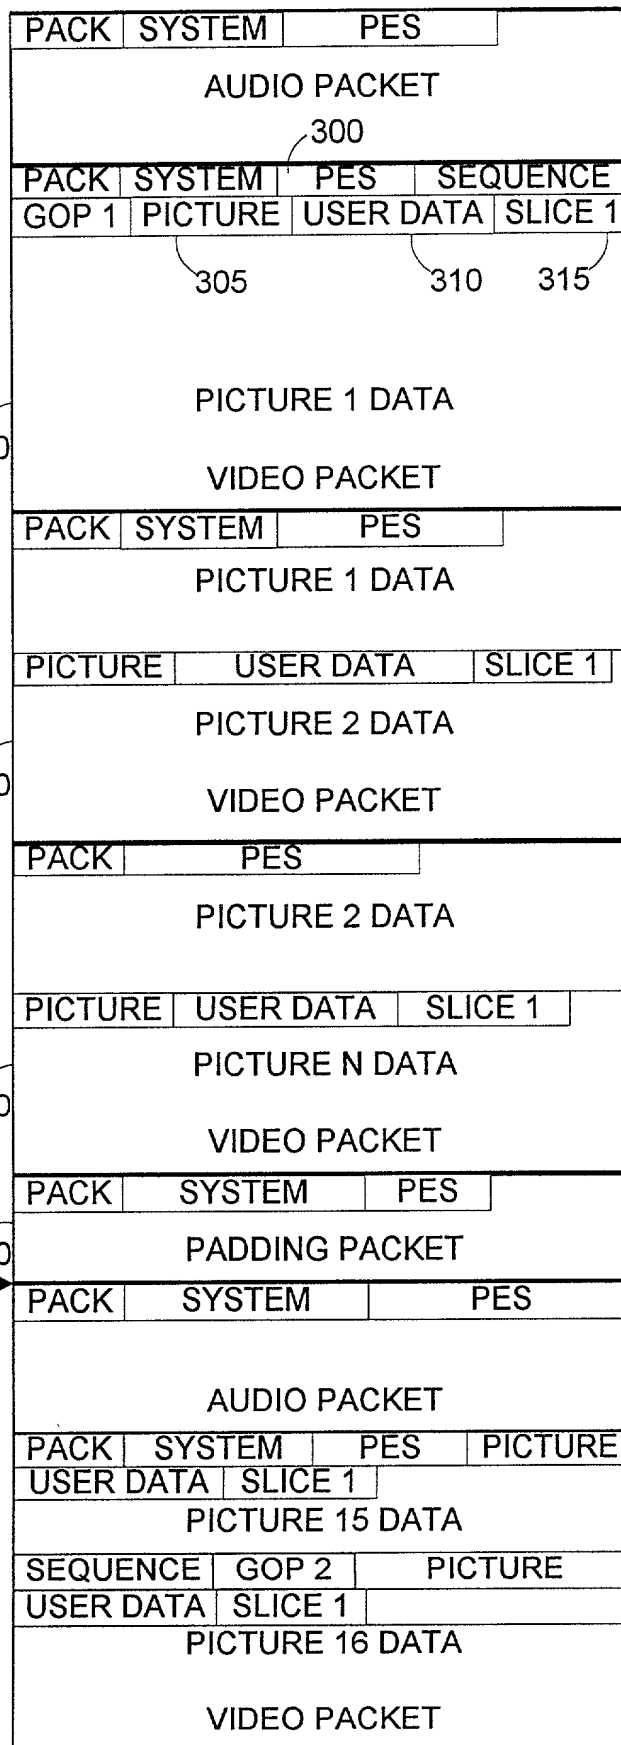 PACK SYSTEM PES
AUDIO PACKET
300
PACK SYSTEM PES SEQUENCE
GOP 1 PICTURE USER DATA SLICE 1
305 310 315
PICTURE 1 DATA
VIDEO PACKET
PACK SYSTEM PES
PICTURE 1 DATA
PICTURE USER DATA SLICE 1
PICTURE 2 DATA
VIDEO PACKET
PACK PES
PICTURE 2 DATA
PICTURE USER DATA SLICE 1
PICTURE N DATA
VIDEO PACKET
PACK SYSTEM PES
PADDING PACKET
PACK SYSTEM PES
AUDIO PACKET
PACK SYSTEM PES PICTURE
USER DATA SLICE 1
PICTURE 15 DATA
SEQUENCE GOP 2 PICTURE
USER DATA SLICE 1
PICTURE 16 DATA
VIDEO PACKET